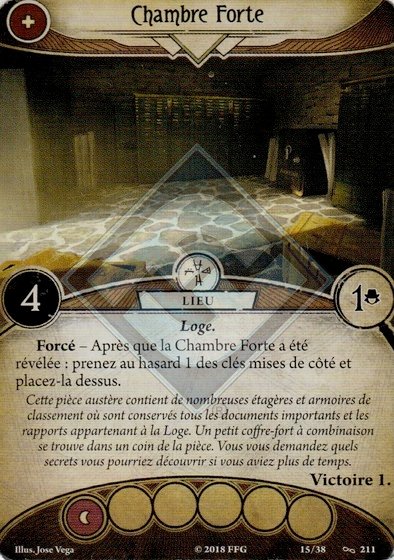 Chambre Forte
4
LIEU
1
Loge.
Forcé – Après que la Chambre Forte a été
révélée : prenez au hasard 1 des clés mises de côté et
placez-la dessus.
Cette pièce austère contient de nombreuses étagères et armoires de
classement où sont conservés tous les documents importants et les
rapports appartenant à la Loge. Un petit coffre-fort à combinaison
se trouve dans un coin de la pièce. Vous vous demandez quels
secrets vous pourriez découvrir si vous aviez plus de temps.
Victoire 1.
Illus. Jose Vega © 2018 FFG 15/38 211